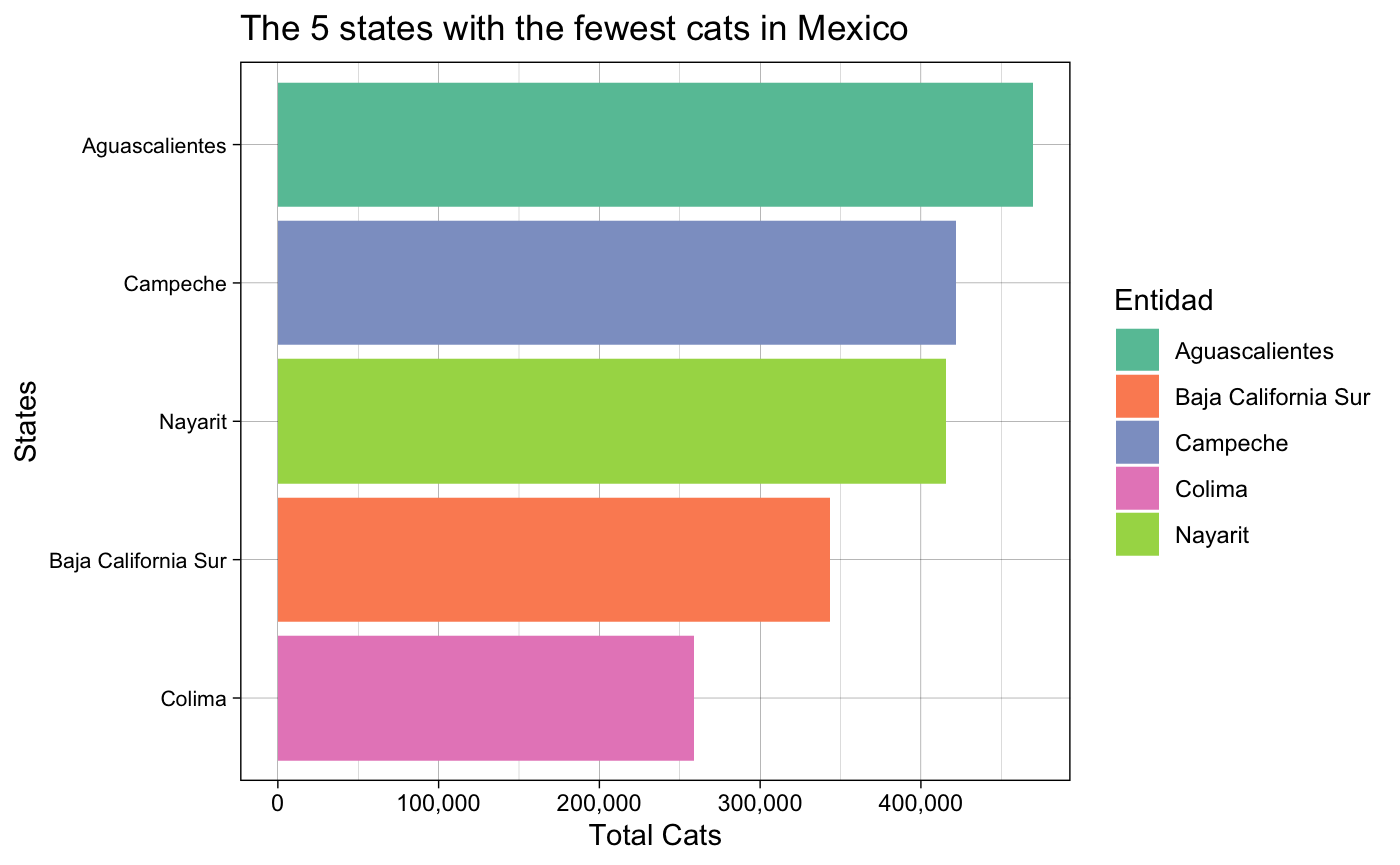 The 5 states with the fewest cats in Mexico
States
Aguascalientes
Campeche
Nayarit
Baja California Sur
Colima
0 100,000 200,000 300,000 400,000
Total Cats
Entidad
Aguascalientes
Baja California Sur
Campeche
Colima
Nayarit